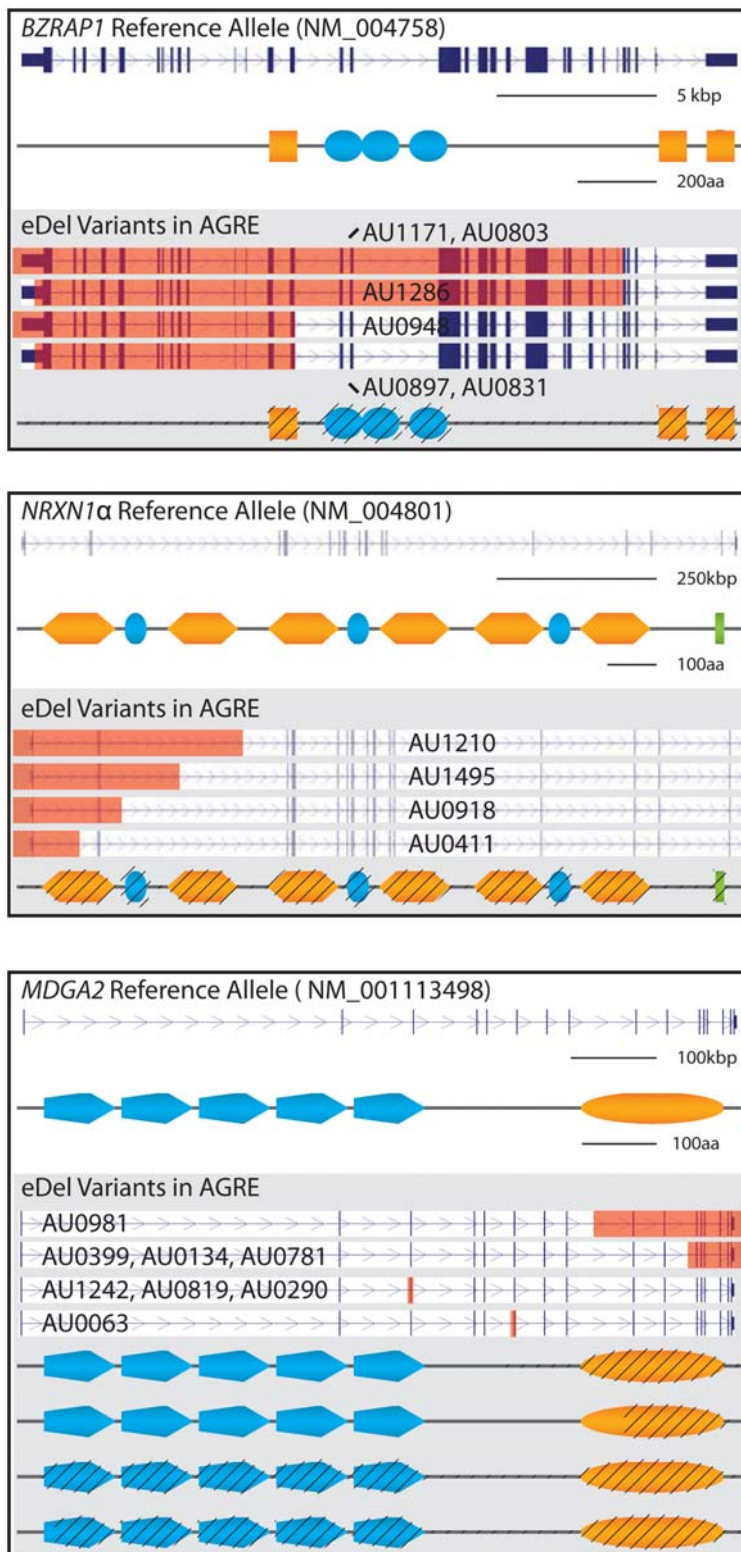 BZRAP1 Reference Allele (NM_004758)
5 kbp
200aa
eDel Variants in AGRE
AU1171, AU0803
AU1286
AU0948
AU0897, AU0831
NRXN1α Reference Allele (NM_004801)
250kbp
100aa
eDel Variants in AGRE
AU1210
AU1495
AU0918
AU0411
MDGA2 Reference Allele ( NM_001113498)
100kbp
100aa
eDel Variants in AGRE
AU0981
AU0399, AU0134, AU0781
AU1242, AU0819, AU0290
AU0063